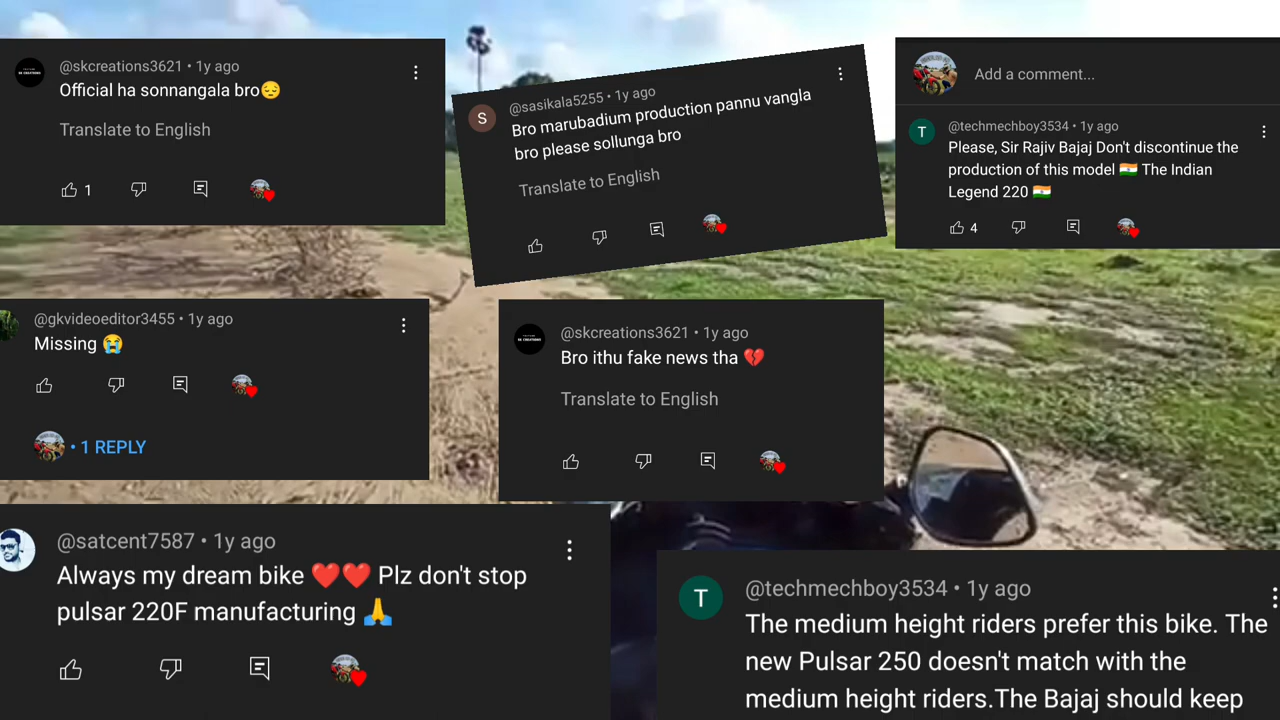 @skcreations3621 • 1y ago
Official ha sonnangala bro😔
Translate to English
1
@sasikala5255 • 1y ago
Bro marubadium production pannu vangla
bro please sollunga bro
Translate to English
Add a comment...
T
@techmechboy3534 • 1y ago
Please, Sir Rajiv Bajaj Don't discontinue the
production of this model 🇮🇳 The Indian
Legend 220 🇮🇳
4
@gkvideoeditor3455 • 1y ago
Missing 😭
• 1 REPLY
@skcreations3621 • 1y ago
Bro ithu fake news tha 💔
Translate to English
@satcent7587 • 1y ago
Always my dream bike ❤️❤️ Plz don't stop
pulsar 220F manufacturing 🙏
T
@techmechboy3534 • 1y ago
The medium height riders prefer this bike. The
new Pulsar 250 doesn't match with the
medium height riders.The Bajaj should keep